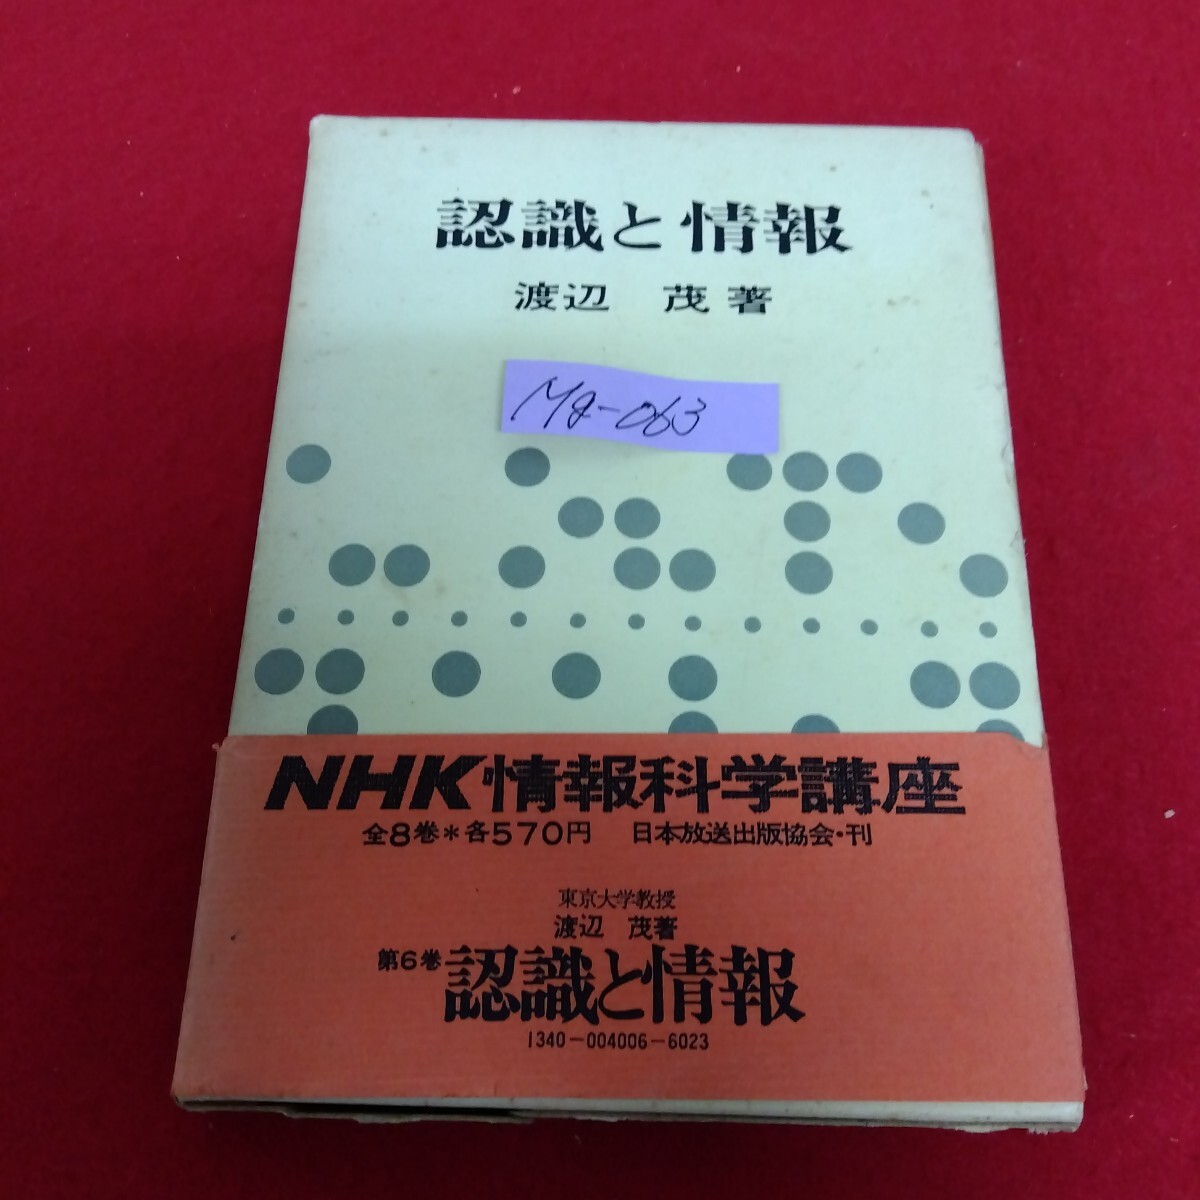 認識と情報
渡辺 茂 著
Ma-063
NHK情報科学講座
全8巻*各570円 日本放送出版協会・刊
東京大学教授
渡辺 茂著
第6巻 認識と情報
1340-004006-6023